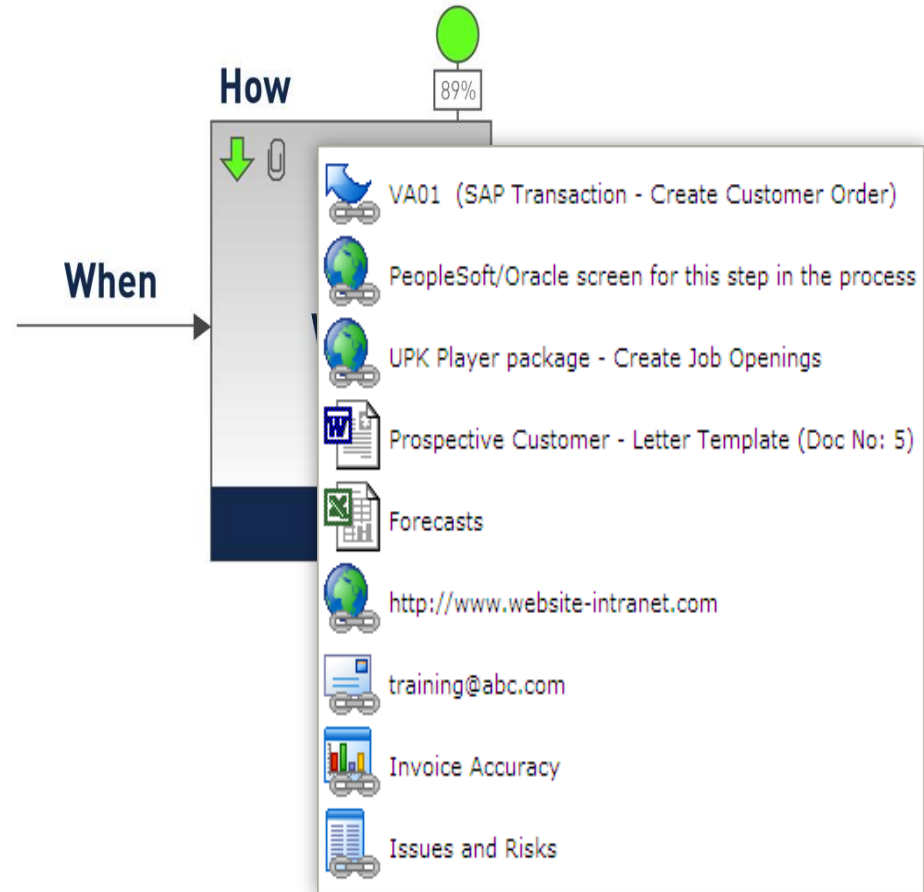 How
89%
When
VA01 (SAP Transaction - Create Customer Order)
PeopleSoft/Oracle screen for this step in the process
UPK Player package - Create Job Openings
Prospective Customer - Letter Template (Doc No: 5)
Forecasts
http://www.website-intranet.com
training@abc.com
Invoice Accuracy
Issues and Risks